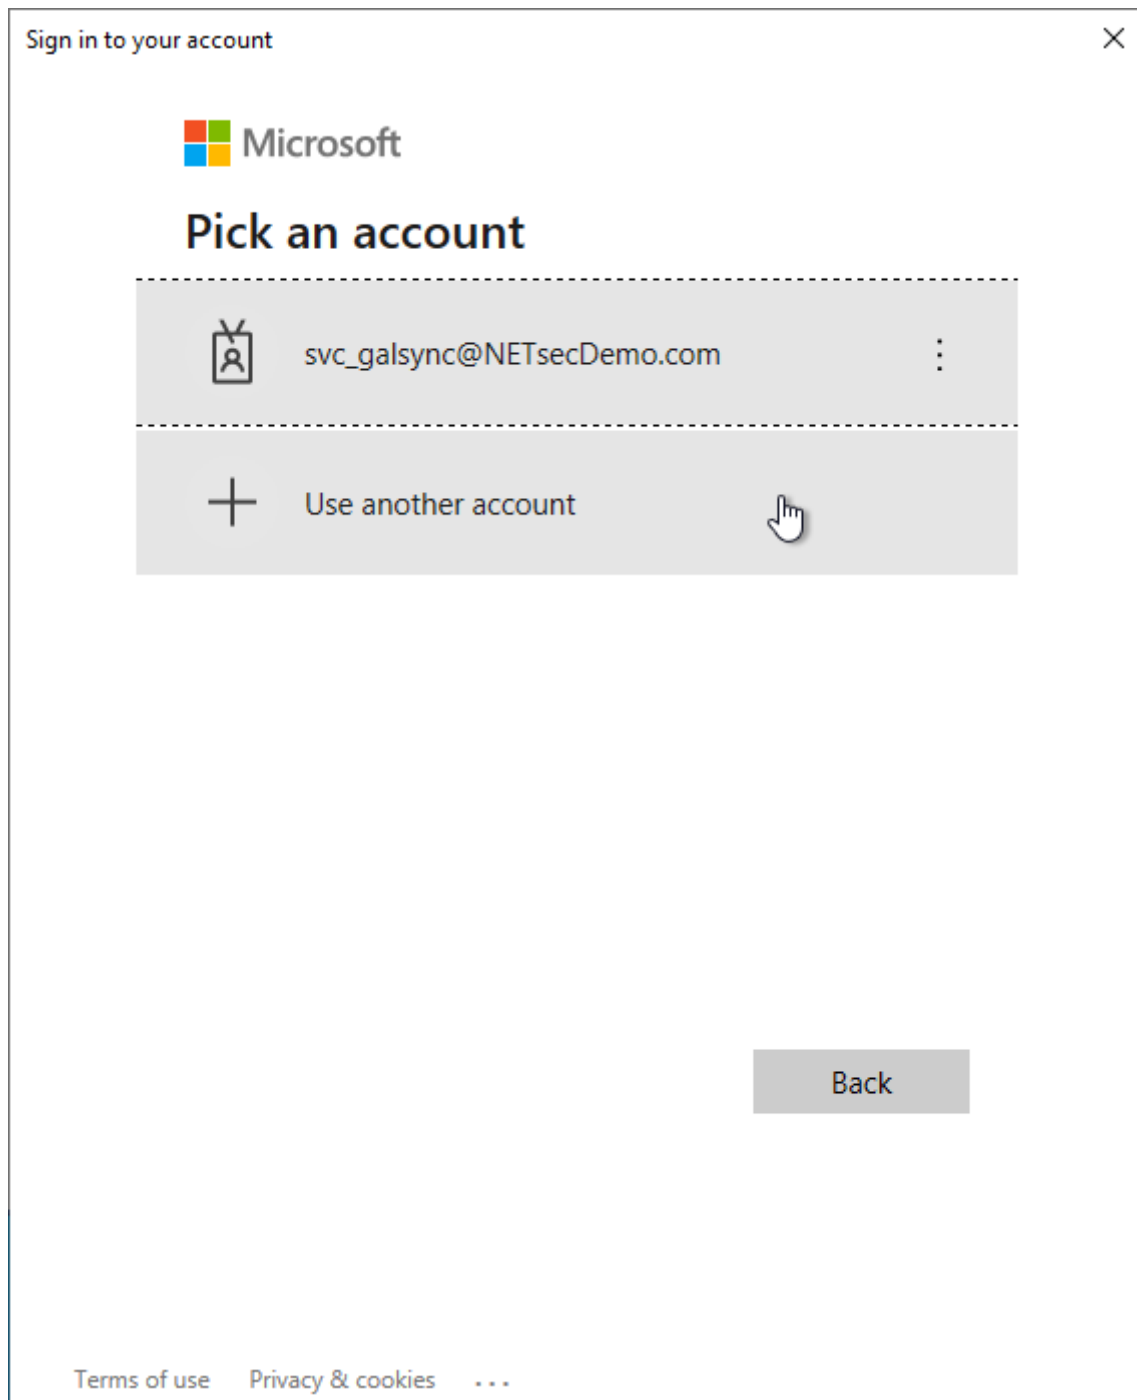 Sign in to your account
Microsoft
Pick an account
svc_galsync@NETsecDemo.com
Use another account
Back
Terms of use Privacy & cookies ...